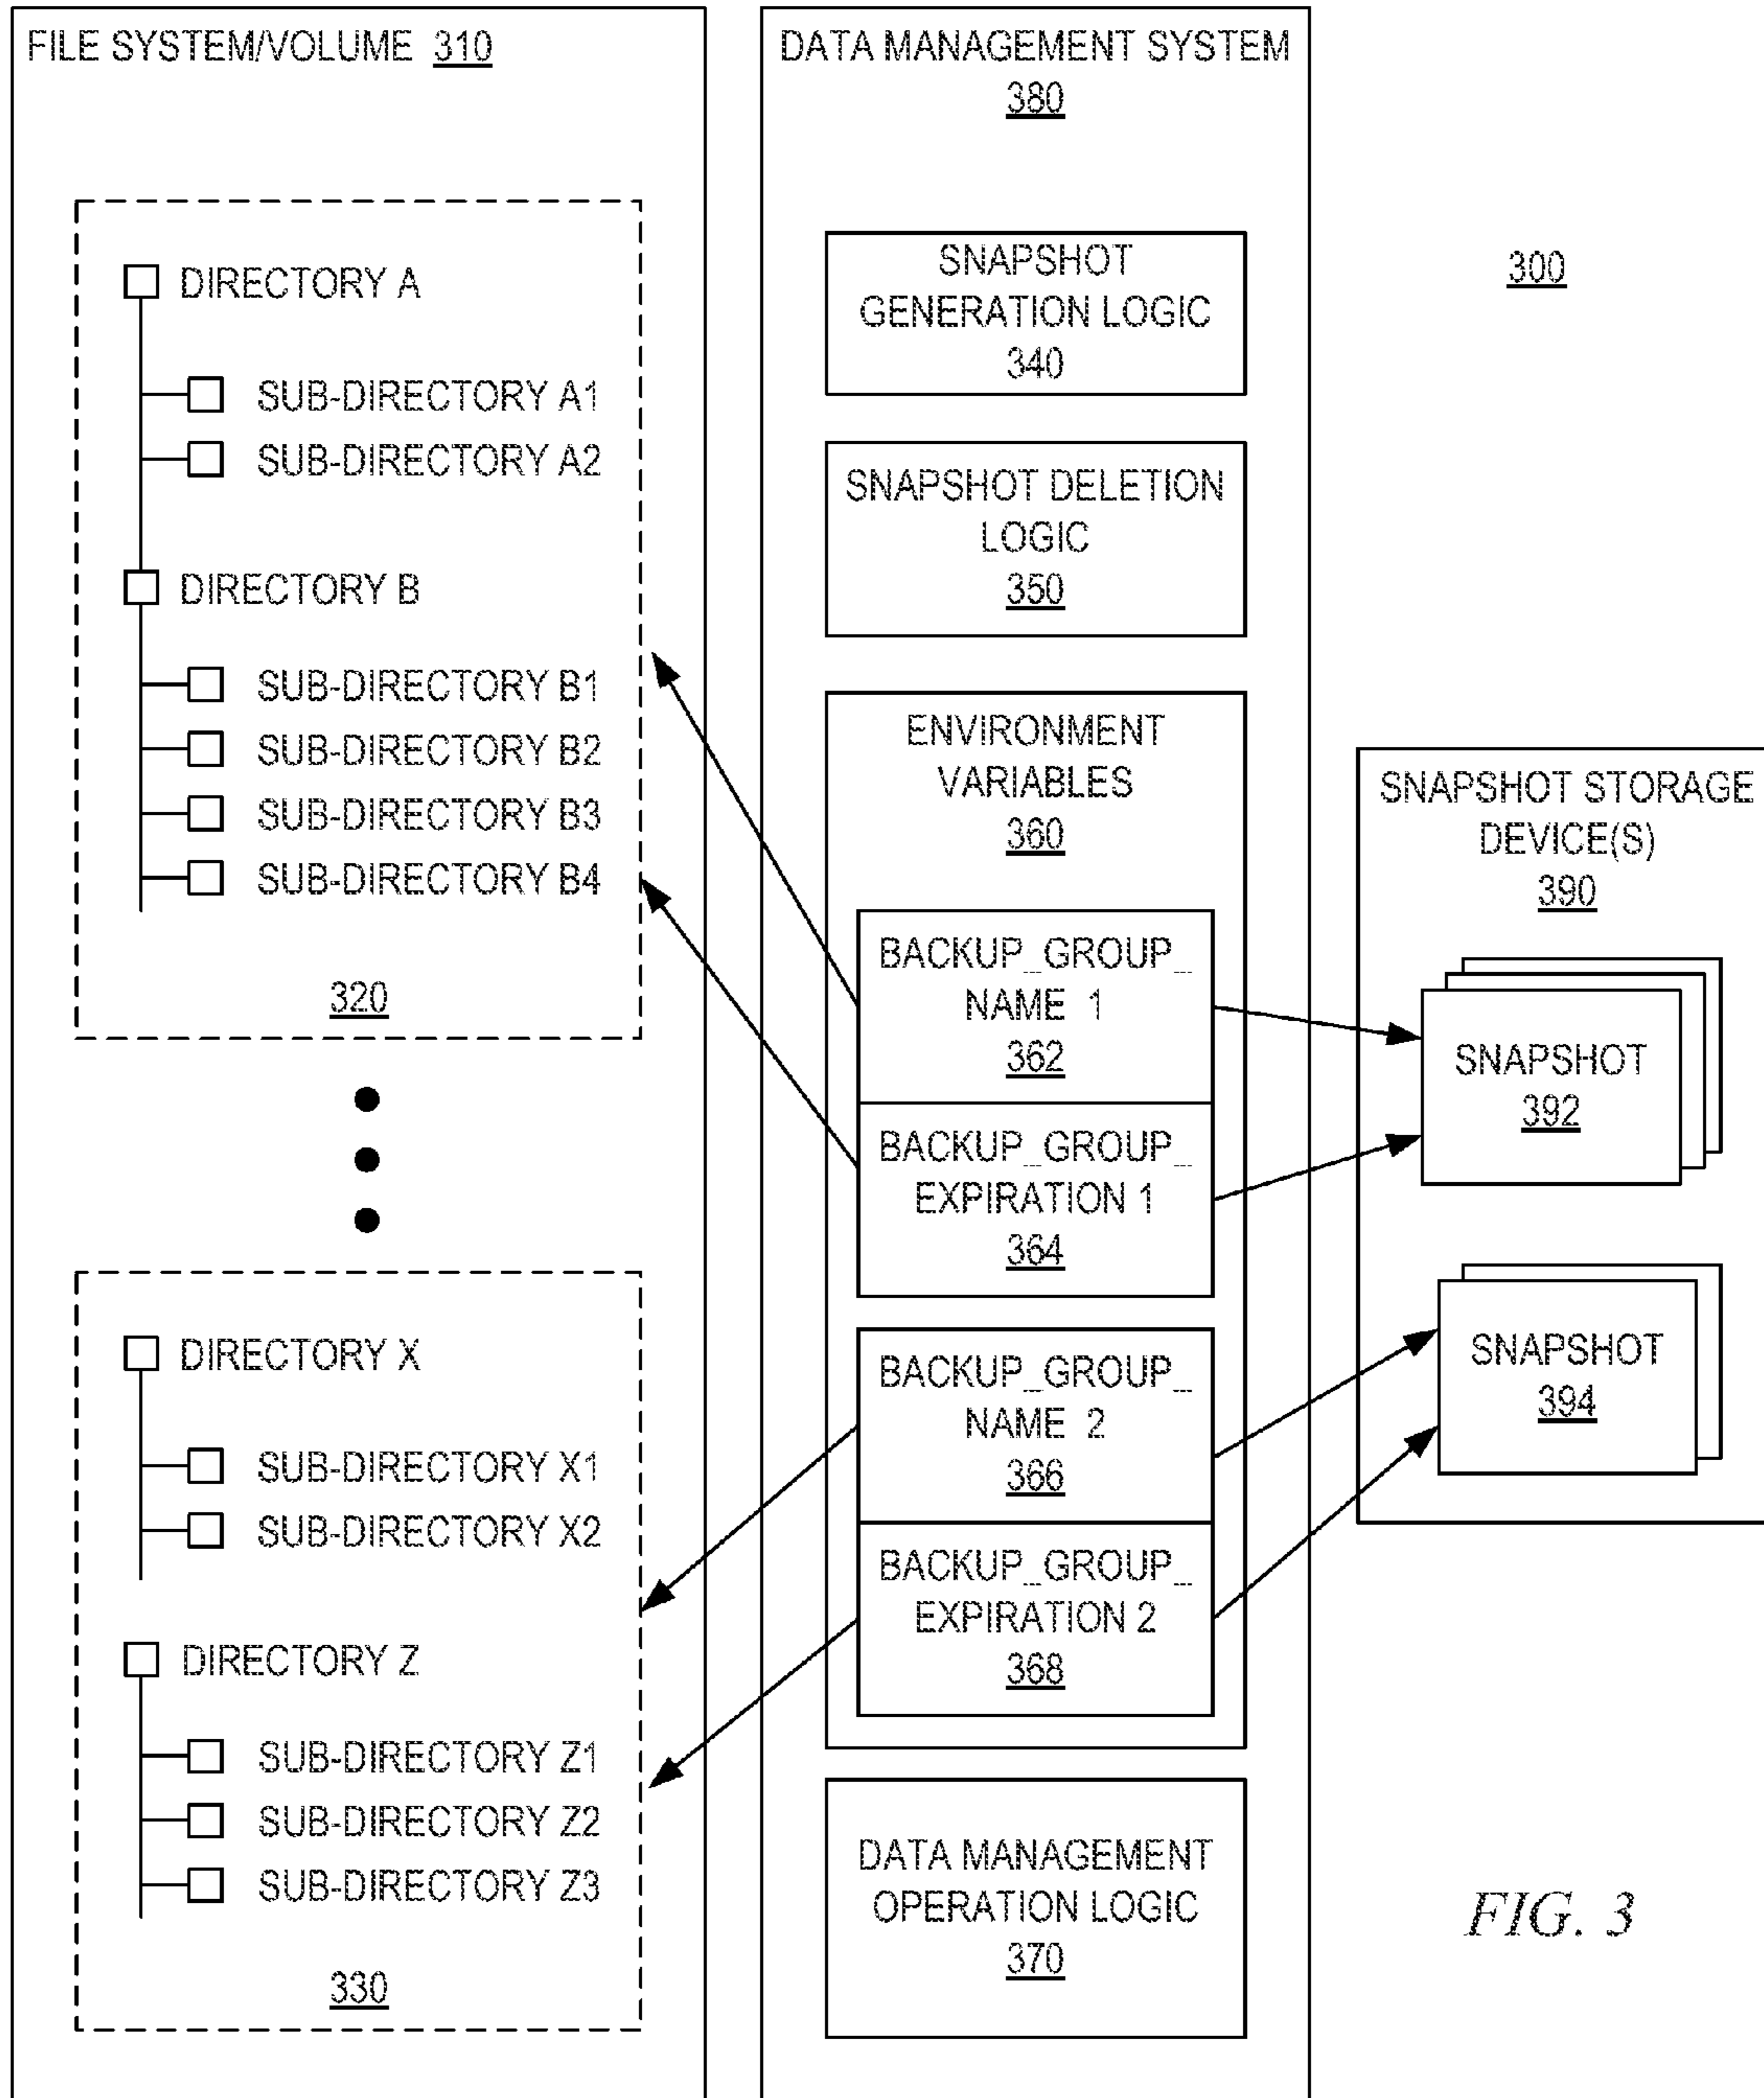 FILE SYSTEM/VOLUME 310
DIRECTORY A
SUB-DIRECTORY A1
SUB-DIRECTORY A2
DIRECTORY B
SUB-DIRECTORY B1
SUB-DIRECTORY B2
SUB-DIRECTORY B3
SUB-DIRECTORY B4
320
DIRECTORY X
SUB-DIRECTORY X1
SUB-DIRECTORY X2
DIRECTORY Z
SUB-DIRECTORY Z1
SUB-DIRECTORY Z2
SUB-DIRECTORY Z3
330
DATA MANAGEMENT SYSTEM
380
SNAPSHOT
GENERATION LOGIC
340
SNAPSHOT DELETION
LOGIC
350
ENVIRONMENT
VARIABLES
360
BACKUP_GROUP_
NAME 1
362
BACKUP_GROUP_
EXPIRATION 1
364
BACKUP_GROUP_
NAME 2
366
BACKUP_GROUP_
EXPIRATION 2
368
DATA MANAGEMENT
OPERATION LOGIC
370
300
SNAPSHOT STORAGE
DEVICE(S)
390
SNAPSHOT
392
SNAPSHOT
394
FIG. 3